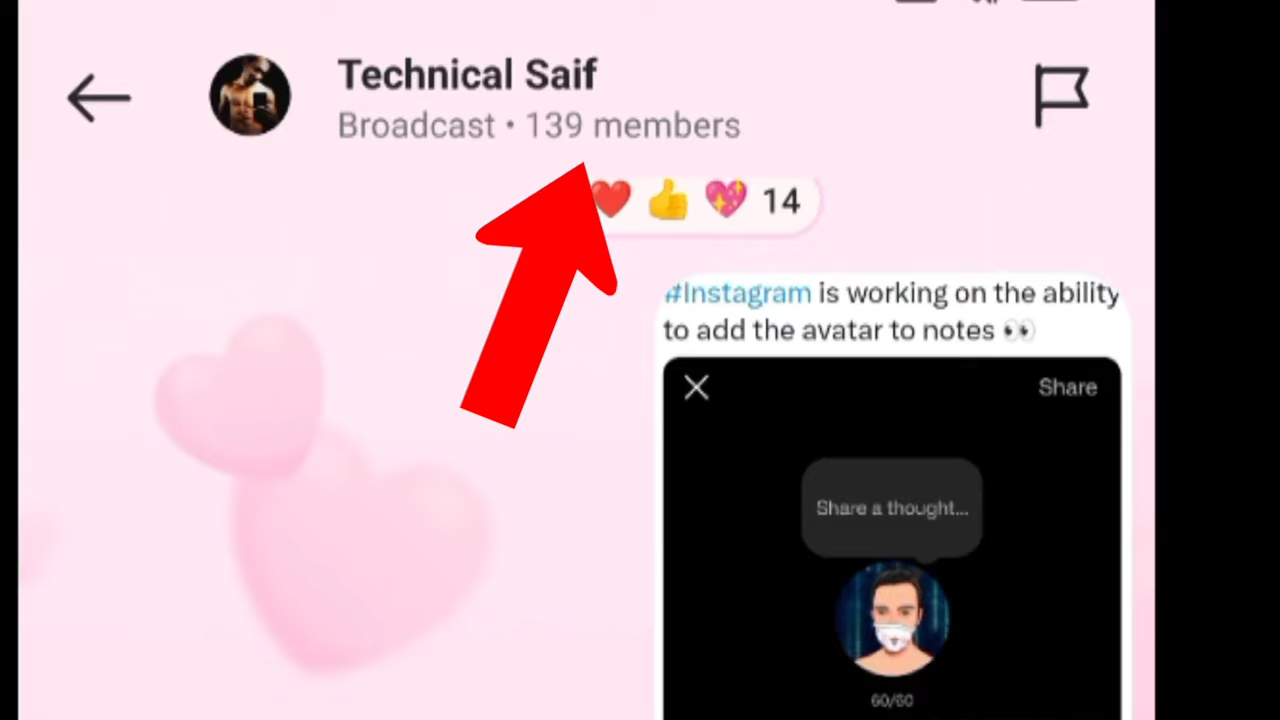 Technical Saif
Broadcast • 139 members
❤️ 👍 💖 14
#Instagram is working on the ability
to add the avatar to notes 👀
Share
Share a thought...
60/60